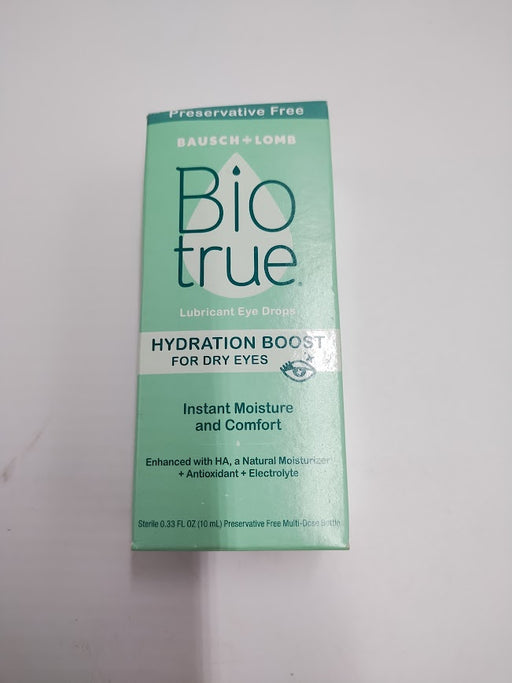 Preservative Free
BAUSCH+LOMB
Bio
true
Lubricant Eye Drops
HYDRATION BOOST
FOR DRY EYES
Instant Moisture
and Comfort
Enhanced with HA, a Natural Moisturizer
+ Antioxidant + Electrolyte
Sterile 0.33 FL OZ (10 mL) Preservative Free Multi-Dose Bottle